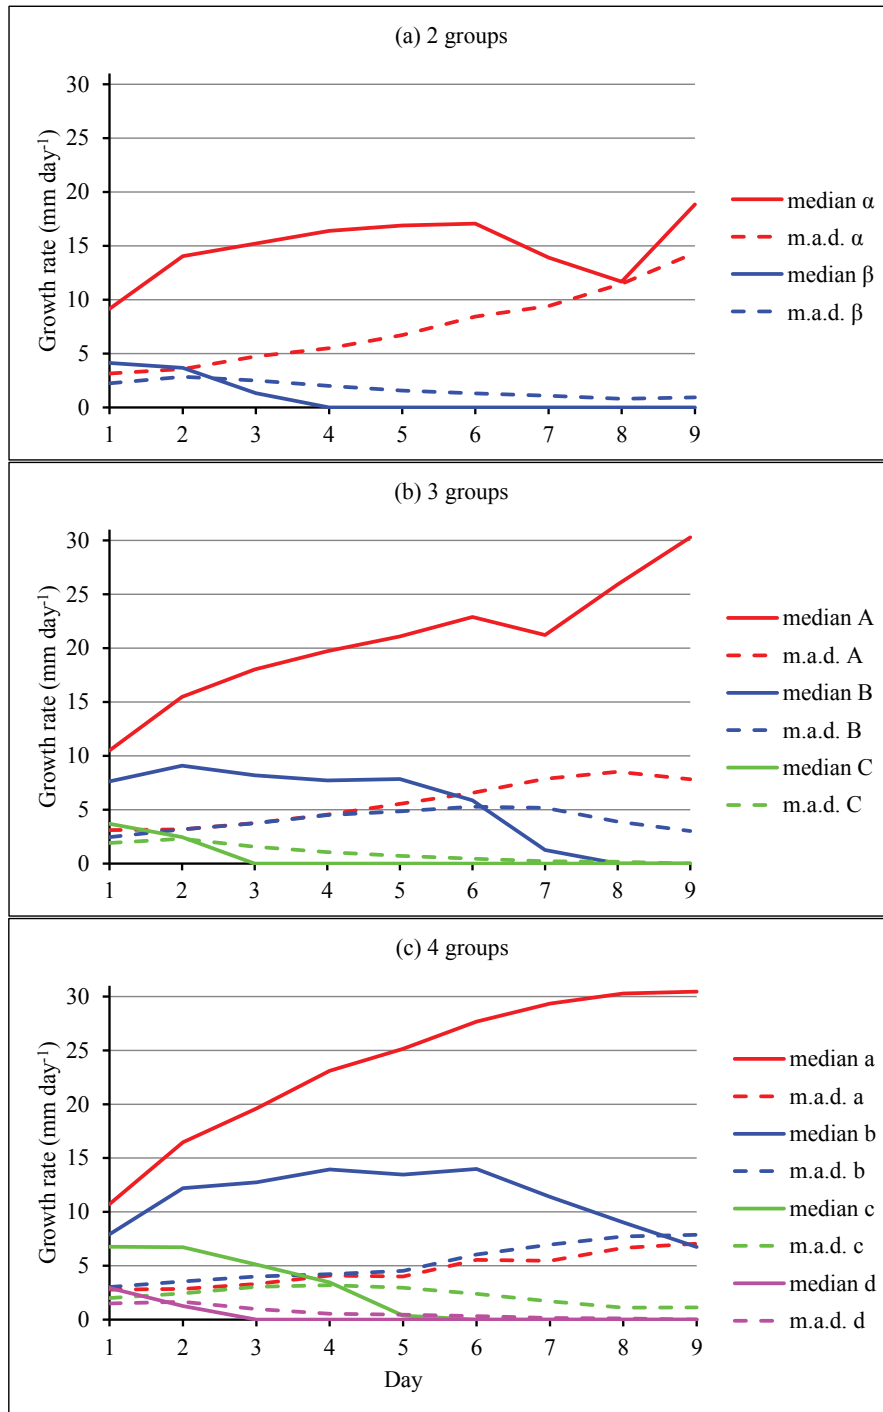 (a) 2 groups
30
25
20
15
10
5
0
Growth rate (mm day-1)
1 2 3 4 5 6 7 8 9
median α
m.a.d. α
median β
m.a.d. β
(b) 3 groups
30
25
20
15
10
5
0
Growth rate (mm day-1)
1 2 3 4 5 6 7 8 9
median A
m.a.d. A
median B
m.a.d. B
median C
m.a.d. C
(c) 4 groups
30
25
20
15
10
5
0
Growth rate (mm day-1)
1 2 3 4 5 6 7 8 9
Day
median a
m.a.d. a
median b
m.a.d. b
median c
m.a.d. c
median d
m.a.d. d